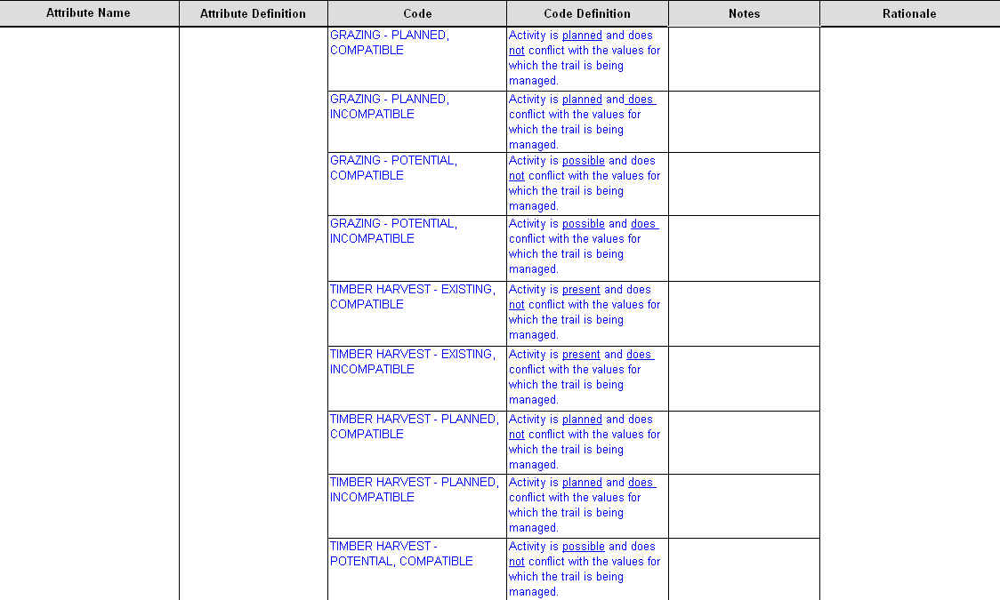 Attribute Name Attribute Definition Code Code Definition Notes Rationale
GRAZING - PLANNED,
COMPATIBLE
Activity is planned and does
not conflict with the values for
which the trail is being
managed.
GRAZING - PLANNED,
INCOMPATIBLE
Activity is planned and does
conflict with the values for
which the trail is being
managed.
GRAZING - POTENTIAL,
COMPATIBLE
Activity is possible and does
not conflict with the values for
which the trail is being
managed.
GRAZING - POTENTIAL,
INCOMPATIBLE
Activity is possible and does
conflict with the values for
which the trail is being
managed.
TIMBER HARVEST - EXISTING,
COMPATIBLE
Activity is present and does
not conflict with the values for
which the trail is being
managed.
TIMBER HARVEST - EXISTING,
INCOMPATIBLE
Activity is present and does
conflict with the values for
which the trail is being
managed.
TIMBER HARVEST - PLANNED,
COMPATIBLE
Activity is planned and does
not conflict with the values for
which the trail is being
managed.
TIMBER HARVEST - PLANNED,
INCOMPATIBLE
Activity is planned and does
conflict with the values for
which the trail is being
managed.
TIMBER HARVEST -
POTENTIAL, COMPATIBLE
Activity is possible and does
not conflict with the values for
which the trail is being
managed.